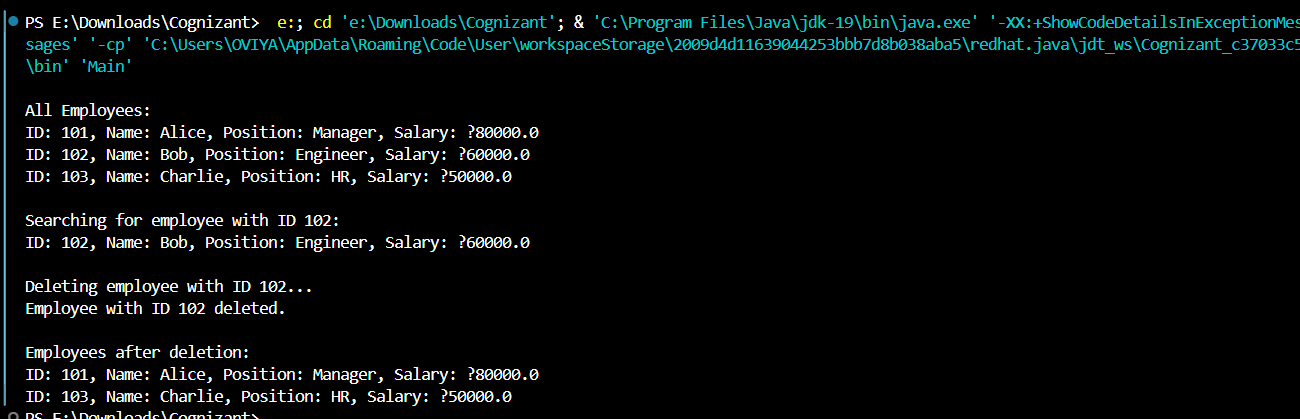 PS E:\Downloads\Cognizant>  e:; cd 'e:\Downloads\Cognizant'; & 'C:\Program Files\Java\jdk-19\bin\java.exe' '-XX:+ShowCodeDetailsInExceptionMes
sages' '-cp' 'C:\Users\OVIYA\AppData\Roaming\Code\User\workspaceStorage\2009d4d11639044253bbb7d8b038aba5\redhat.java\jdt_ws\Cognizant_c37033c5
\bin' 'Main'
All Employees:
ID: 101, Name: Alice, Position: Manager, Salary: ?80000.0
ID: 102, Name: Bob, Position: Engineer, Salary: ?60000.0
ID: 103, Name: Charlie, Position: HR, Salary: ?50000.0
Searching for employee with ID 102:
ID: 102, Name: Bob, Position: Engineer, Salary: ?60000.0
Deleting employee with ID 102...
Employee with ID 102 deleted.
Employees after deletion:
ID: 101, Name: Alice, Position: Manager, Salary: ?80000.0
ID: 103, Name: Charlie, Position: HR, Salary: ?50000.0
PS E:\Downloads\Cognizant>